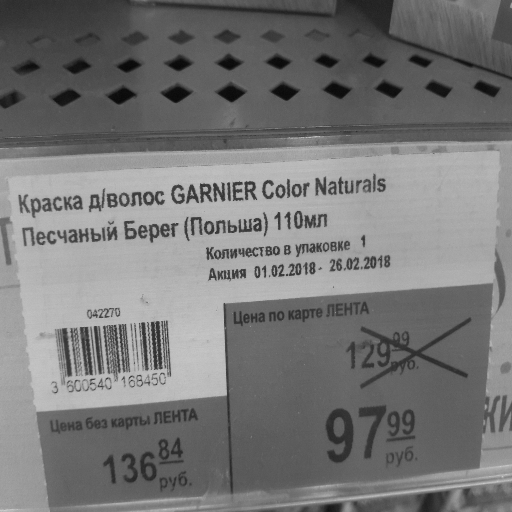 Краска д/волос GARNIER Color Naturals
Песчаный Берег (Польша) 110мл
Количество в упаковке 1
Акция 01.02.2018 - 26.02.2018
042270
3 600540 168450
Цена по карте ЛЕНТА
129 99 руб.
97 99 руб.
Цена без карты ЛЕНТА
136 84 руб.